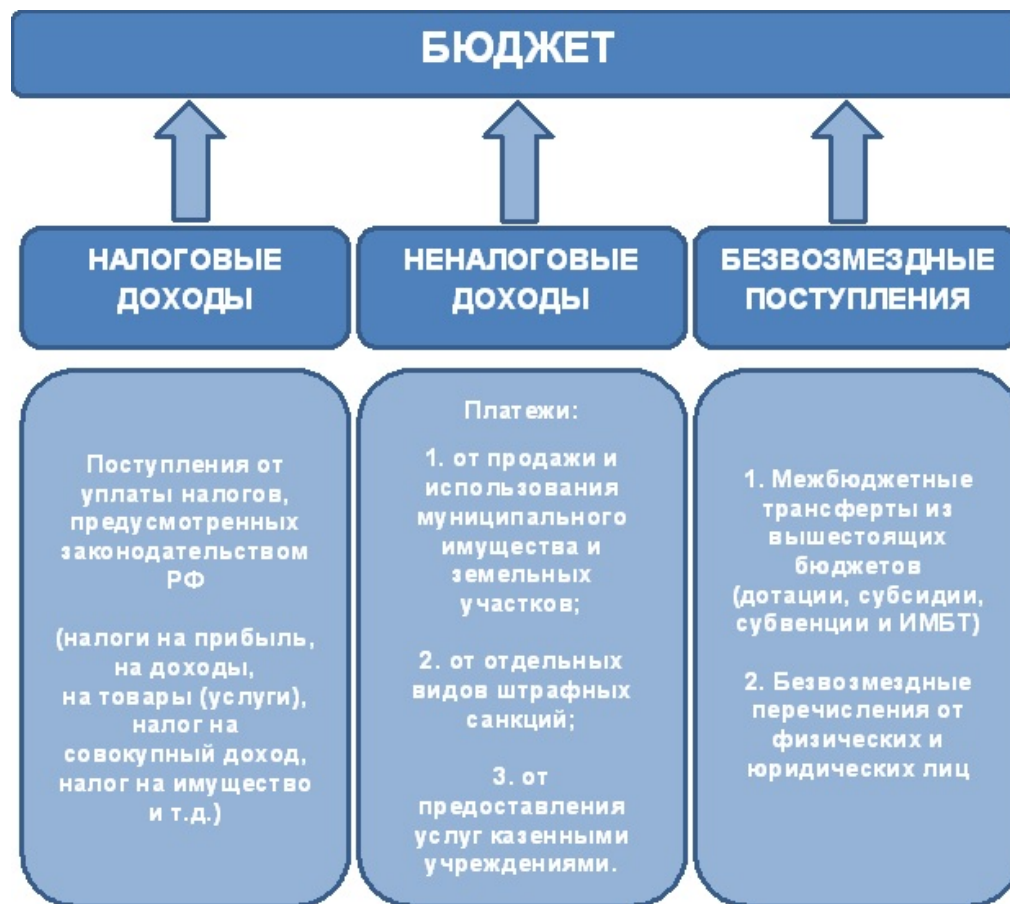 БЮДЖЕТ
НАЛОГОВЫЕ
ДОХОДЫ
Поступления от
уплаты налогов,
предусмотренных
законодательством
РФ
(налоги на прибыль,
на доходы,
на товары (услуги),
налог на
совокупный доход,
налог на имущество
и т.д.)
НЕНАЛОГОВЫЕ
ДОХОДЫ
Платежи:
1. от продажи и
использования
муниципального
имущества и
земельных
участков;
2. от отдельных
видов штрафных
санкций;
3. от
предоставления
услуг казенными
учреждениями.
БЕЗВОЗМЕЗДНЫЕ
ПОСТУПЛЕНИЯ
1. Межбюджетные
трансферты из
вышестоящих
бюджетов
(дотации, субсидии,
субвенции и ИМБТ)
2. Безвозмездные
перечисления от
физических и
юридических лиц